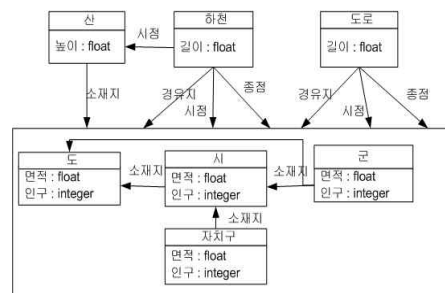 산
높이 : float
시점
하천
길이 : float
도로
길이 : float
소재지
경유지
시점
종점
경유지
시점
종점
도
면적 : float
인구 : integer
소재지
시
면적 : float
인구 : integer
소재지
군
면적 : float
인구 : integer
소재지
자치구
면적 : float
인구 : integer